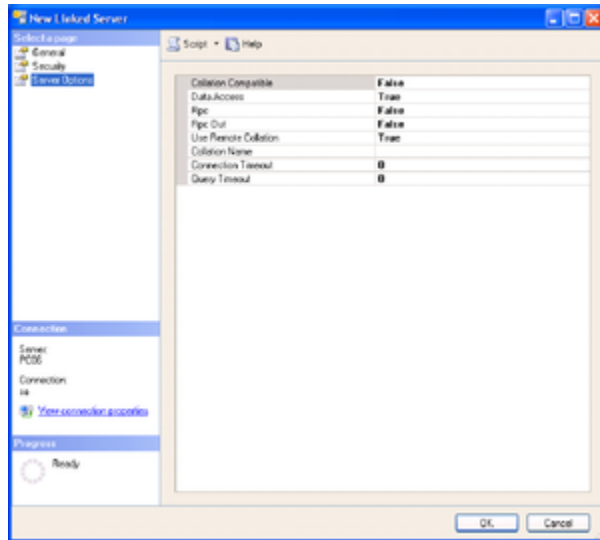 New Linked Server
Select a page
General
Security
Server Options
Script Help
Collation Compatible False
Data Access True
Rpc False
Rpc Out False
Use Remote Collation True
Collation Name
Connection Timeout 0
Query Timeout 0
Connection
Server:
PC06
Connection:
sa
View connection properties
Progress
Ready
OK Cancel